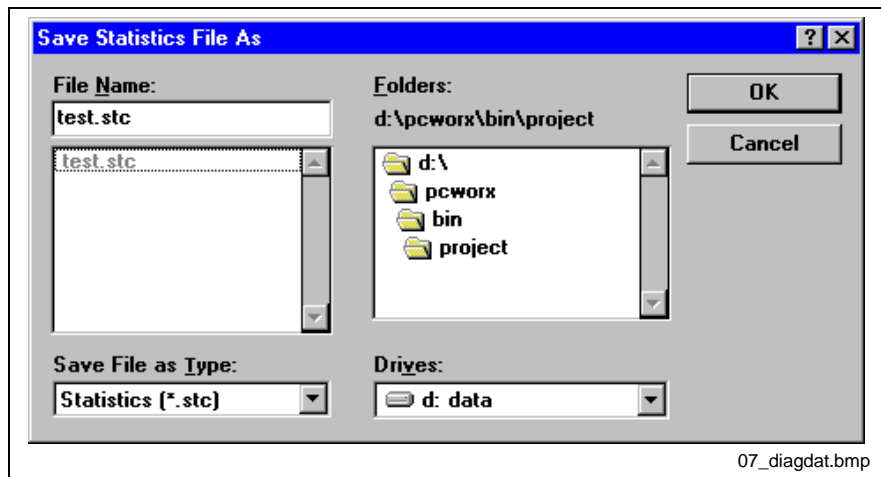 Save Statistics File As
File Name:
test.stc
test.stc
Save File as Type:
Statistics (*.stc)
Folders:
d:\pcworx\bin\project
d:\
pcworx
bin
project
Drives:
d: data
OK
Cancel
07_diagdat.bmp